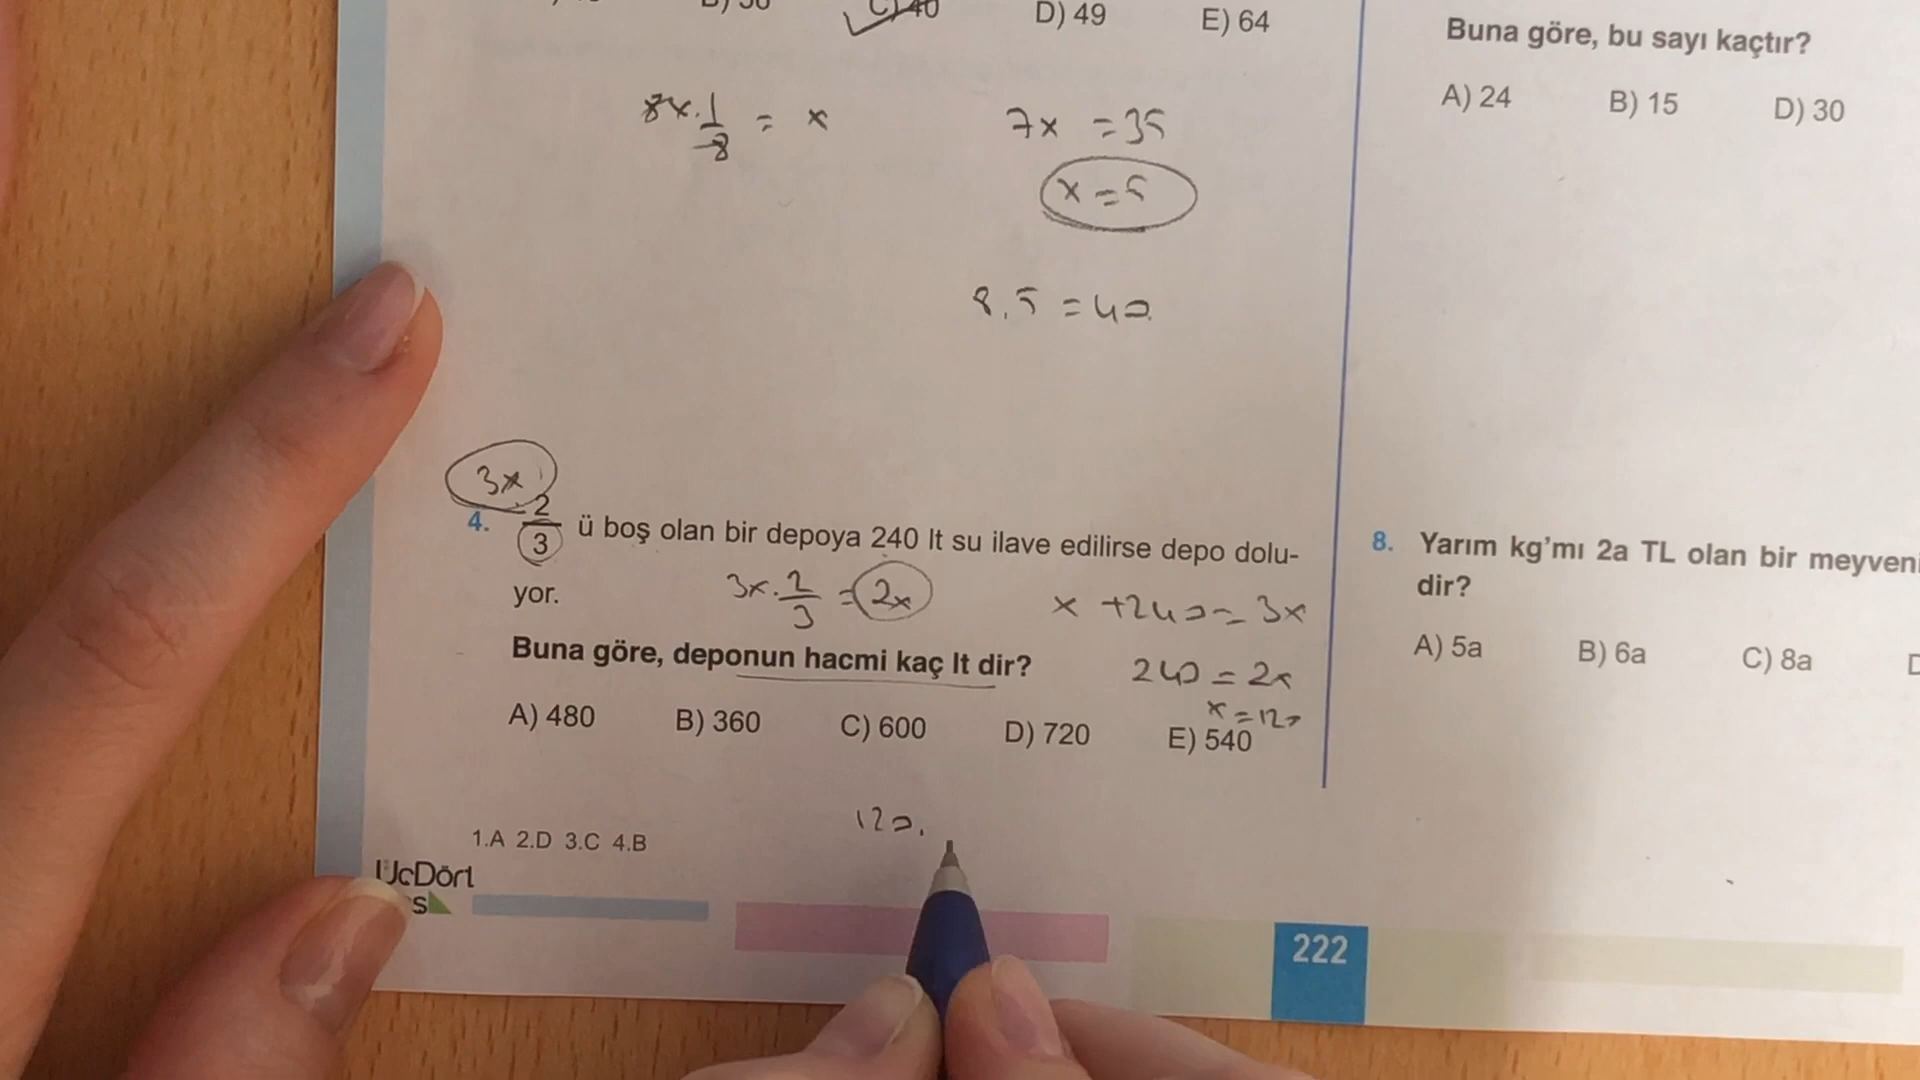 C) 40 D) 49 E) 64
8x . 1/8 = x
7x = 35
x = 5
8.5 = 40
3x
4. 2/3 ü boş olan bir depoya 240 lt su ilave edilirse depo dolu-
yor.
3x . 2/3 = 2x
x + 240 = 3x
Buna göre, deponun hacmi kaç lt dir?
240 = 2x
x = 120
A) 480 B) 360 C) 600 D) 720 E) 540
120.
1.A 2.D 3.C 4.B
ÜçDört
222
Buna göre, bu sayı kaçtır?
A) 24 B) 15 D) 30
8. Yarım kg'mı 2a TL olan bir meyven
dir?
A) 5a B) 6a C) 8a